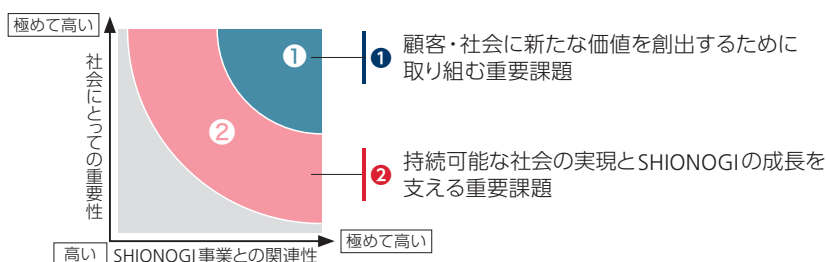 極めて高い
社会にとっての重要性
①
②
❶
顧客・社会に新たな価値を創出するために
取り組む重要課題
❷
持続可能な社会の実現とSHIONOGIの成長を
支える重要課題
高い
SHIONOGI事業との関連性
極めて高い